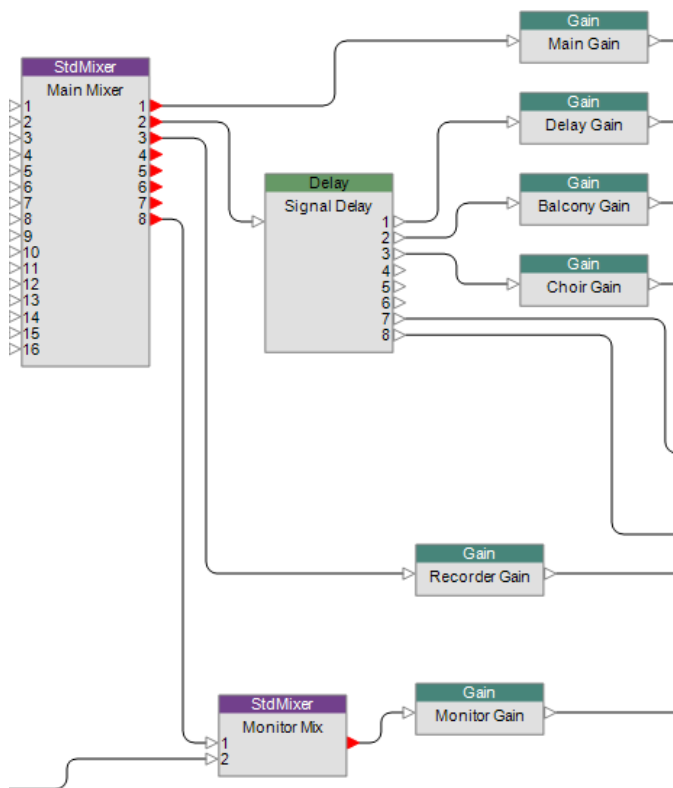 Gain
Main Gain
StdMixer
Main Mixer
1 1
2 2
3 3
4 4
5 5
6 6
7 7
8 8
9
10
11
12
13
14
15
16
Gain
Delay Gain
Delay
Signal Delay
1
2
3
4
5
6
7
8
Gain
Balcony Gain
Gain
Choir Gain
Gain
Recorder Gain
StdMixer
Monitor Mix
1
2
Gain
Monitor Gain